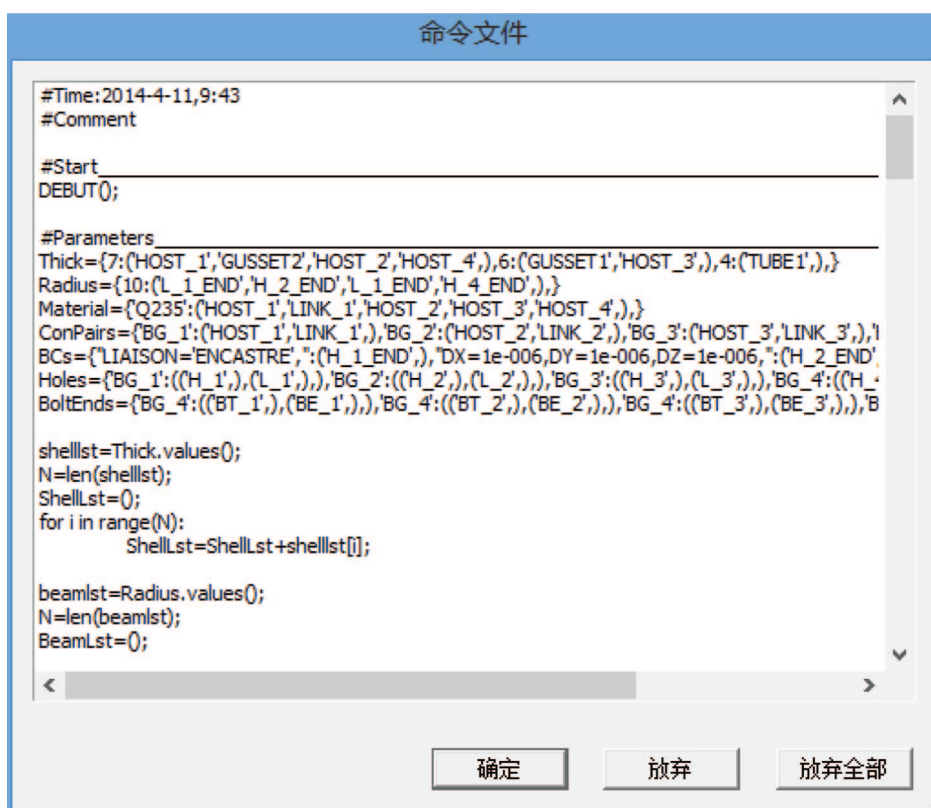 命令文件
#Time:2014-4-11,9:43
#Comment
#Start
DEBUT();
#Parameters
Thick={7:('HOST_1','GUSSET2','HOST_2','HOST_4',),6:('GUSSET1','HOST_3',),4:('TUBE1',),}
Radius={10:('L_1_END','H_2_END','L_1_END','H_4_END',),}
Material={'Q235':('HOST_1','LINK_1','HOST_2','HOST_3','HOST_4',),}
ConPairs={'BG_1':('HOST_1','LINK_1',),'BG_2':('HOST_2','LINK_2',),'BG_3':('HOST_3','LINK_3',),'
BCs={"LIAISON='ENCASTRE',":('H_1_END',),"DX=1e-006,DY=1e-006,DZ=1e-006,":('H_2_END',
Holes={'BG_1':(('H_1',),('L_1',),),'BG_2':(('H_2',),('L_2',),),'BG_3':(('H_3',),('L_3',),),'BG_4':(('H_
BoltEnds={'BG_4':(('BT_1',),('BE_1',),),'BG_4':(('BT_2',),('BE_2',),),'BG_4':(('BT_3',),('BE_3',),),'B
shelllst=Thick.values();
N=len(shelllst);
ShellLst=();
for i in range(N):
ShellLst=ShellLst+shelllst[i];
beamlst=Radius.values();
N=len(beamlst);
BeamLst=();
确定 放弃 放弃全部